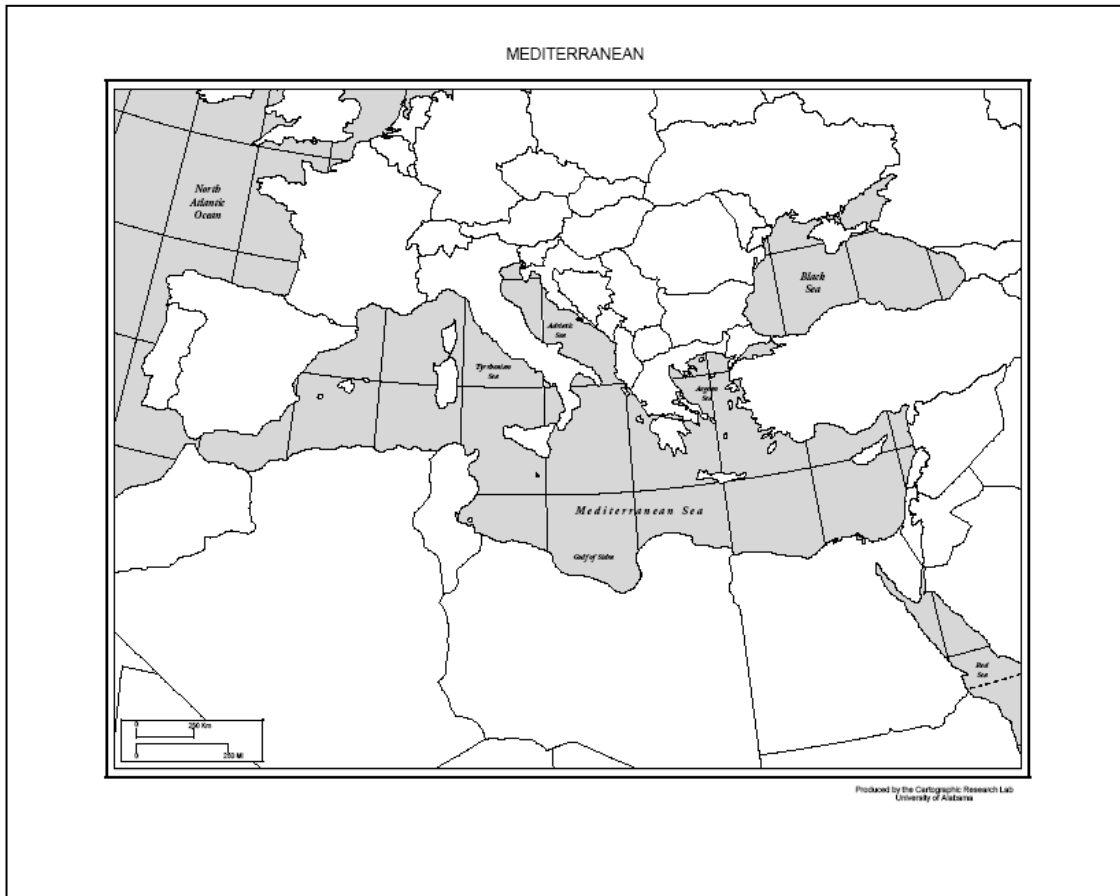 MEDITERRANEAN
North
Atlantic
Ocean
Black
Sea
Adriatic
Sea
Tyrrhenian
Sea
Aegean
Sea
Mediterranean Sea
Gulf of Sidra
Red
Sea
0 250 Km
0 250 Mi
Produced by the Cartographic Research Lab
University of Alabama